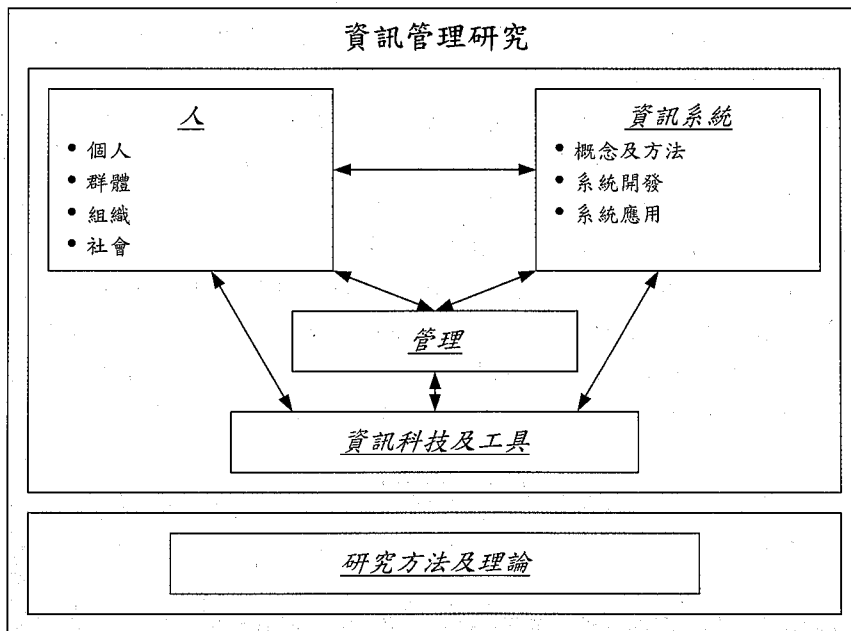 資訊管理研究
人
• 個人
• 群體
• 組織
• 社會
資訊系統
• 概念及方法
• 系統開發
• 系統應用
管理
資訊科技及工具
研究方法及理論